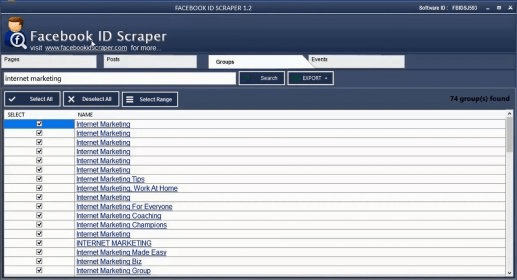 FACEBOOK ID SCRAPER 1.2
Software ID : FBIDSJ593
Facebook ID Scraper
visit www.facebookidscraper.com for more...
Pages Posts Groups Events
internet marketing Search EXPORT
Select All Deselect All Select Range 74 group(s) found
SELECT NAME
Internet Marketing
Internet Marketing
Internet Marketing
Internet Marketing
Internet Marketing
Internet Marketing
Internet Marketing Tips
Internet Marketing, Work At Home
Internet Marketing
Internet Marketing For Everyone
Internet Marketing Coaching
Internet Marketing Champions
Internet Marketing
INTERNET MARKETING
Internet Marketing Made Easy
Internet Marketing Biz
Internet Marketing Group